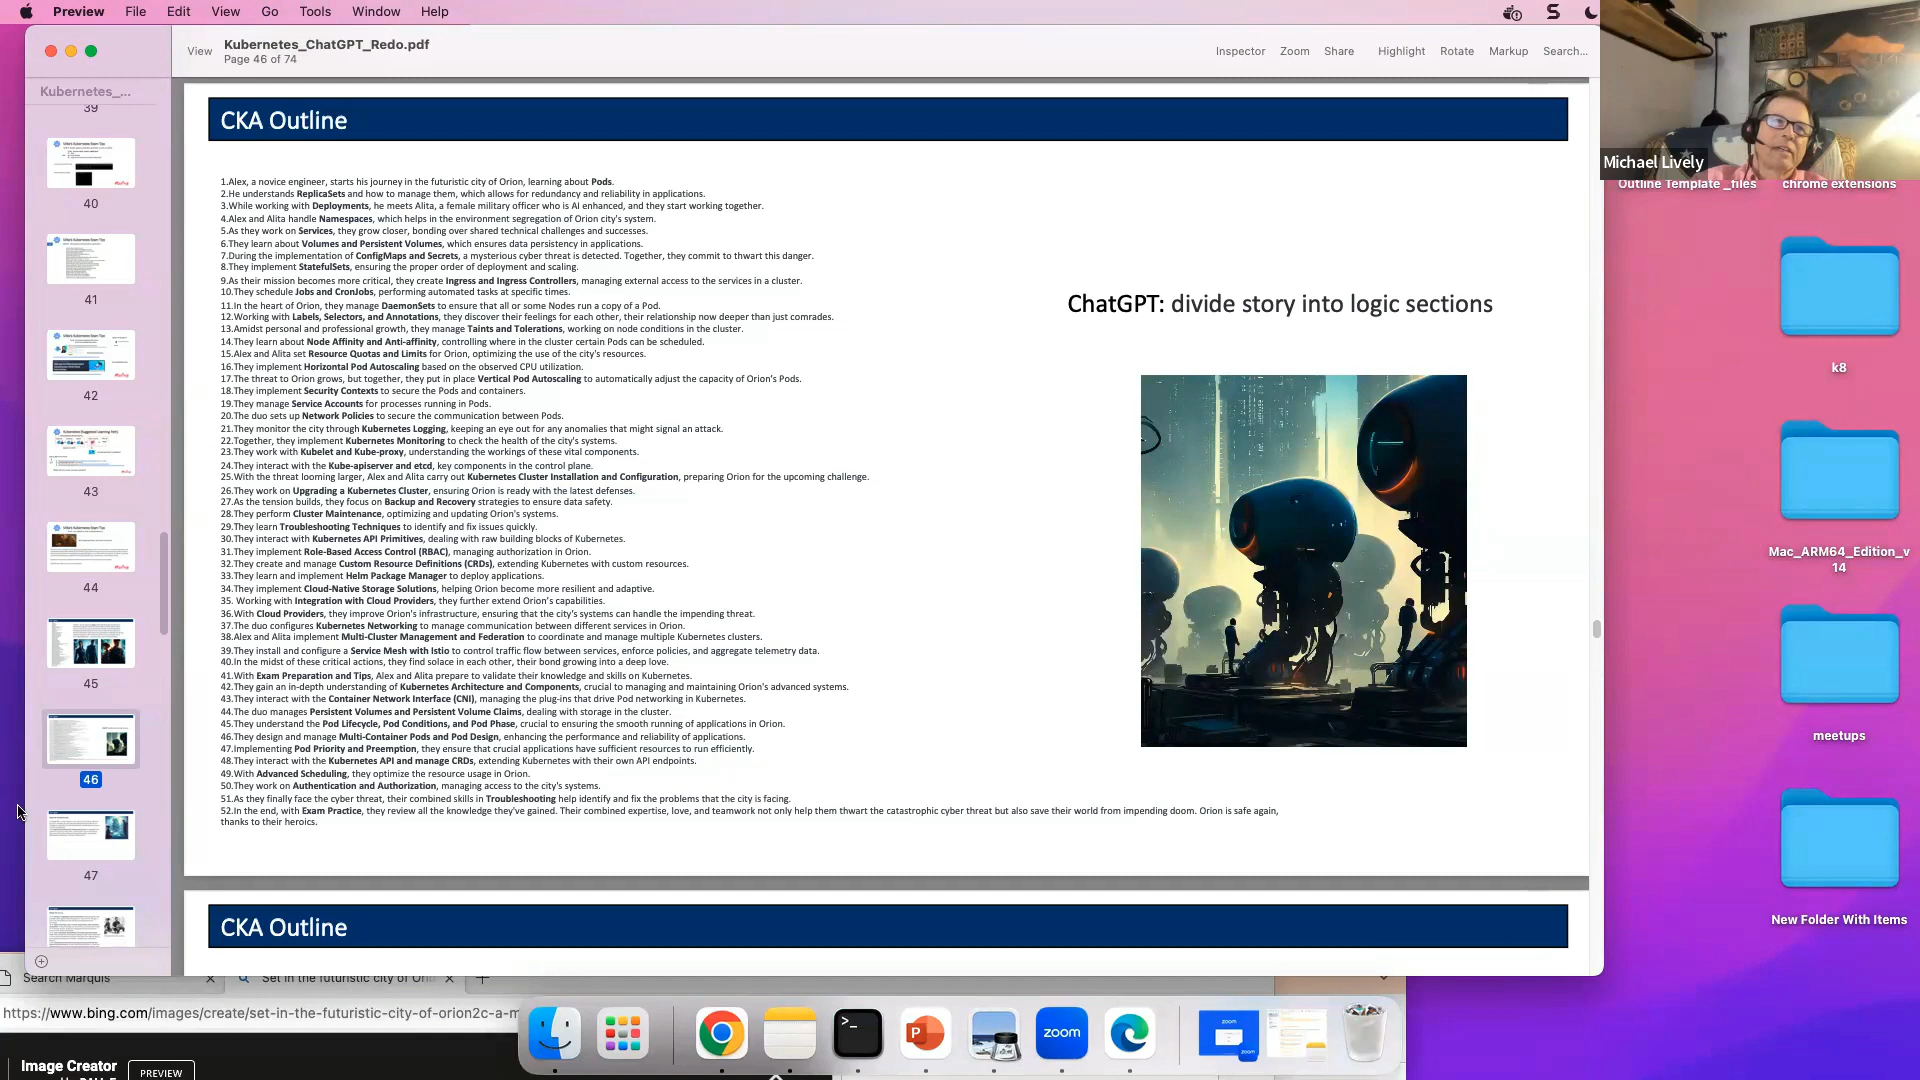 Preview File Edit View Go Tools Window Help
View
Kubernetes_ChatGPT_Redo.pdf
Page 46 of 74
Inspector Zoom Share Highlight Rotate Markup Search...
Kubernetes_...
39
40
41
42
43
44
45
46
47
CKA Outline
1.Alex, a novice engineer, starts his journey in the futuristic city of Orion, learning about Pods.
2.He understands ReplicaSets and how to manage them, which allows for redundancy and reliability in applications.
3.While working with Deployments, he meets Alita, a female military officer who is AI enhanced, and they start working together.
4.Alex and Alita handle Namespaces, which helps in the environment segregation of Orion city's system.
5.As they work on Services, they grow closer, bonding over shared technical challenges and successes.
6.They learn about Volumes and Persistent Volumes, which ensures data persistency in applications.
7.During the implementation of ConfigMaps and Secrets, a mysterious cyber threat is detected. Together, they commit to thwart this danger.
8.They implement StatefulSets, ensuring the proper order of deployment and scaling.
9.As their mission becomes more critical, they create Ingress and Ingress Controllers, managing external access to the services in a cluster.
10.They schedule Jobs and CronJobs, performing automated tasks at specific times.
11.In the heart of Orion, they manage DaemonSets to ensure that all or some Nodes run a copy of a Pod.
12.Working with Labels, Selectors, and Annotations, they discover their feelings for each other, their relationship now deeper than just comrades.
13.Amidst personal and professional growth, they manage Taints and Tolerations, working on node conditions in the cluster.
14.They learn about Node Affinity and Anti-affinity, controlling where in the cluster certain Pods can be scheduled.
15.Alex and Alita set Resource Quotas and Limits for Orion, optimizing the use of the city's resources.
16.They implement Horizontal Pod Autoscaling based on the observed CPU utilization.
17.The threat to Orion grows, but together, they put in place Vertical Pod Autoscaling to automatically adjust the capacity of Orion's Pods.
18.They implement Security Contexts to secure the Pods and containers.
19.They manage Service Accounts for processes running in Pods.
20.The duo sets up Network Policies to secure the communication between Pods.
21.They monitor the city through Kubernetes Logging, keeping an eye out for any anomalies that might signal an attack.
22.Together, they implement Kubernetes Monitoring to check the health of the city's systems.
23.They work with Kubelet and Kube-proxy, understanding the workings of these vital components.
24.They interact with the Kube-apiserver and etcd, key components in the control plane.
25.With the threat looming larger, Alex and Alita carry out Kubernetes Cluster Installation and Configuration, preparing Orion for the upcoming challenge.
26.They work on Upgrading a Kubernetes Cluster, ensuring Orion is ready with the latest defenses.
27.As the tension builds, they focus on Backup and Recovery strategies to ensure data safety.
28.They perform Cluster Maintenance, optimizing and updating Orion's systems.
29.They learn Troubleshooting Techniques to identify and fix issues quickly.
30.They interact with Kubernetes API Primitives, dealing with raw building blocks of Kubernetes.
31.They implement Role-Based Access Control (RBAC), managing authorization in Orion.
32.They create and manage Custom Resource Definitions (CRDs), extending Kubernetes with custom resources.
33.They learn and implement Helm Package Manager to deploy applications.
34.They implement Cloud-Native Storage Solutions, helping Orion become more resilient and adaptive.
35. Working with Integration with Cloud Providers, they further extend Orion's capabilities.
36.With Cloud Providers, they improve Orion's infrastructure, ensuring that the city's systems can handle the impending threat.
37.The duo configures Kubernetes Networking to manage communication between different services in Orion.
38.Alex and Alita implement Multi-Cluster Management and Federation to coordinate and manage multiple Kubernetes clusters.
39.They install and configure a Service Mesh with Istio to control traffic flow between services, enforce policies, and aggregate telemetry data.
40.In the midst of these critical actions, they find solace in each other, their bond growing into a deep love.
41.With Exam Preparation and Tips, Alex and Alita prepare to validate their knowledge and skills on Kubernetes.
42.They gain an in-depth understanding of Kubernetes Architecture and Components, crucial to managing and maintaining Orion's advanced systems.
43.They interact with the Container Network Interface (CNI), managing the plug-ins that drive Pod networking in Kubernetes.
44.The duo manages Persistent Volumes and Persistent Volume Claims, dealing with storage in the cluster.
45.They understand the Pod Lifecycle, Pod Conditions, and Pod Phase, crucial to ensuring the smooth running of applications in Orion.
46.They design and manage Multi-Container Pods and Pod Design, enhancing the performance and reliability of applications.
47.Implementing Pod Priority and Preemption, they ensure that crucial applications have sufficient resources to run efficiently.
48.They interact with the Kubernetes API and manage CRDs, extending Kubernetes with their own API endpoints.
49.With Advanced Scheduling, they optimize the resource usage in Orion.
50.They work on Authentication and Authorization, managing access to the city's systems.
51.As they finally face the cyber threat, their combined skills in Troubleshooting help identify and fix the problems that the city is facing.
52.In the end, with Exam Practice, they review all the knowledge they've gained. Their combined expertise, love, and teamwork not only help them thwart the catastrophic cyber threat but also save their world from impending doom. Orion is safe again,
thanks to their heroics.
ChatGPT: divide story into logic sections
CKA Outline
Michael Lively
Outline Template _files
chrome extensions
k8
Mac_ARM64_Edition_v
14
meetups
New Folder With Items
Search Marquis
Set in the futuristic city of Ori
https://www.bing.com/images/create/set-in-the-futuristic-city-of-orion2c-a-m
Image Creator
PREVIEW
zoom